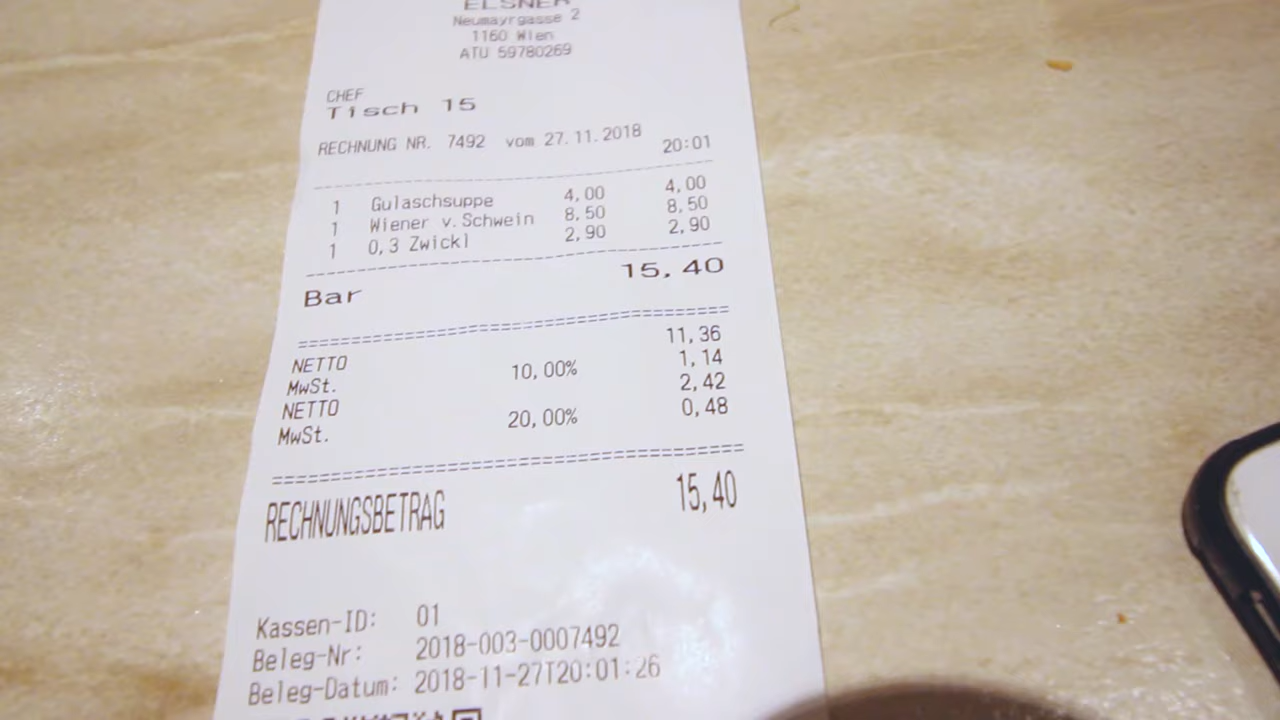 ELSNER
Neumayrgasse 2
1160 Wien
ATU 59780269
CHEF
Tisch 15
RECHNUNG NR. 7492 vom 27.11.2018 20:01
1 Gulaschsuppe 4,00 4,00
1 Wiener v.Schwein 8,50 8,50
1 0,3 Zwickl 2,90 2,90
Bar 15,40
NETTO 11,36
MwSt. 10,00% 1,14
NETTO 2,42
MwSt. 20,00% 0,48
RECHNUNGSBETRAG 15,40
Kassen-ID: 01
Beleg-Nr: 2018-003-0007492
Beleg-Datum: 2018-11-27T20:01:26